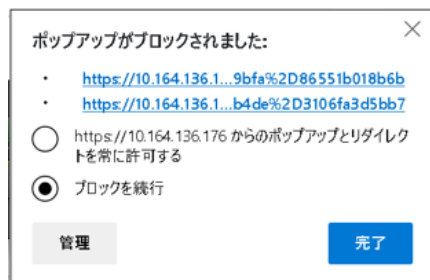 ポップアップがブロックされました:
・ https://10.164.136.1...9bfa%2D86551b018b6b
・ https://10.164.136.1...b4de%2D3106fa3d5bb7
https://10.164.136.176 からのポップアップとリダイレク
トを常に許可する
ブロックを続行
管理
完了